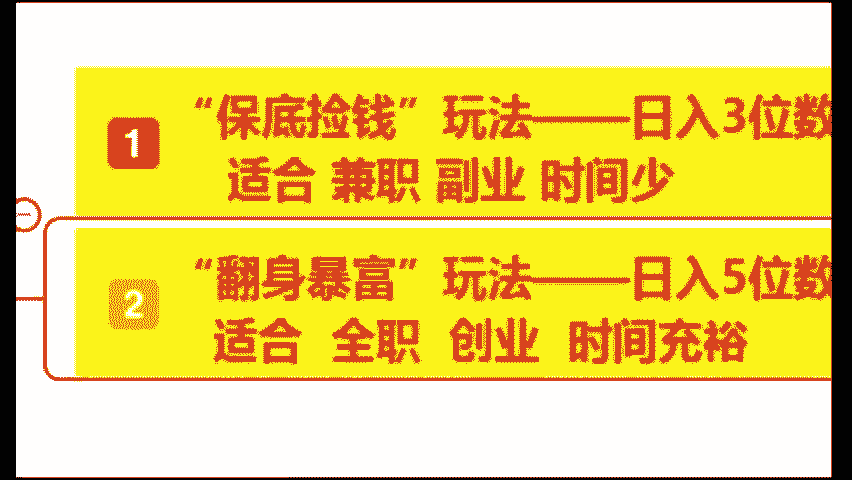 1
“保底捡钱”玩法——日入3位数
适合 兼职 副业 时间少
2
“翻身暴富”玩法——日入5位数
适合 全职 创业 时间充裕